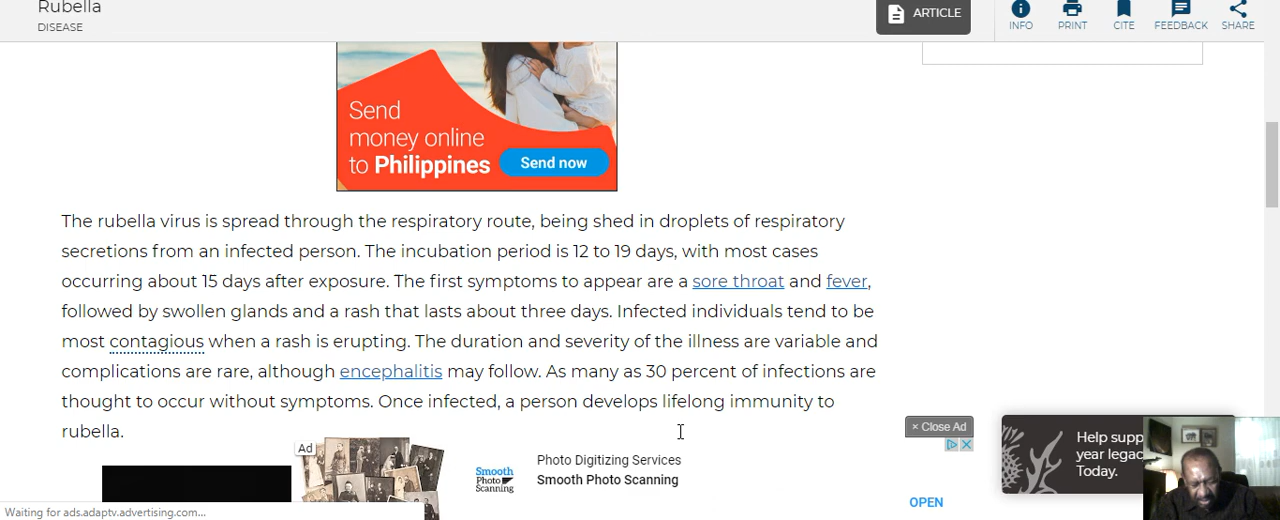 Rubella
DISEASE
ARTICLE
INFO
PRINT
CITE
FEEDBACK
SHARE
Send
money online
to Philippines
Send now
The rubella virus is spread through the respiratory route, being shed in droplets of respiratory
secretions from an infected person. The incubation period is 12 to 19 days, with most cases
occurring about 15 days after exposure. The first symptoms to appear are a sore throat and fever,
followed by swollen glands and a rash that lasts about three days. Infected individuals tend to be
most contagious when a rash is erupting. The duration and severity of the illness are variable and
complications are rare, although encephalitis may follow. As many as 30 percent of infections are
thought to occur without symptoms. Once infected, a person develops lifelong immunity to
rubella.
× Close Ad
Ad
Smooth
Photo
Scanning
Photo Digitizing Services
Smooth Photo Scanning
OPEN
Help supp
year legac
Today.
Waiting for ads.adaptv.advertising.com...